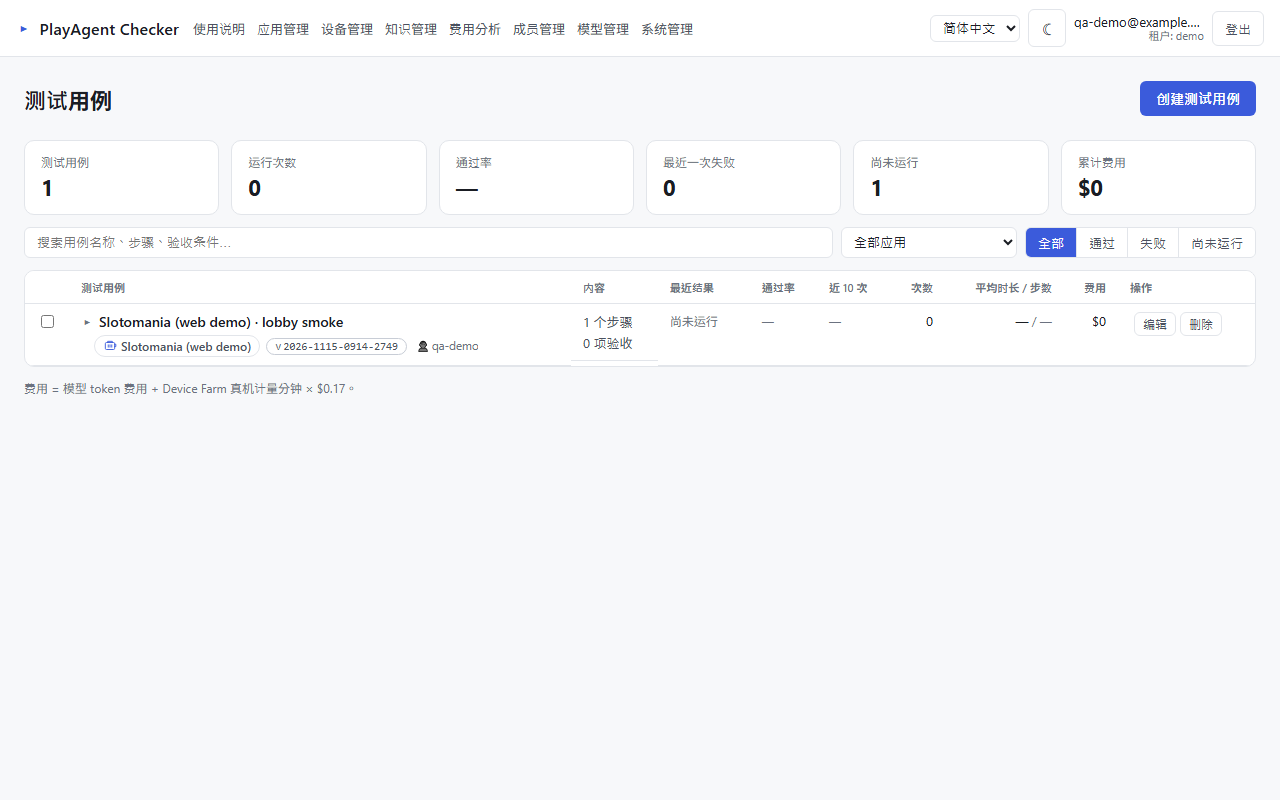 PlayAgent Checker 使用说明 应用管理 设备管理 知识管理 费用分析 成员管理 模型管理 系统管理 简体中文 qa-demo@example.... 登出
租户: demo
测试用例 创建测试用例
测试用例 运行次数 通过率 最近一次失败 尚未运行 累计费用
1 0 — 0 1 $0
搜索用例名称、步骤、验收条件... 全部应用 全部 通过 失败 尚未运行
测试用例 内容 最近结果 通过率 近 10 次 次数 平均时长 / 步数 费用 操作
Slotomania (web demo) · lobby smoke 1 个步骤 尚未运行 — — 0 — / — $0 编辑 删除
Slotomania (web demo) v 2026-1115-0914-2749 qa-demo 0 项验收
费用 = 模型 token 费用 + Device Farm 真机计量分钟 × $0.17。